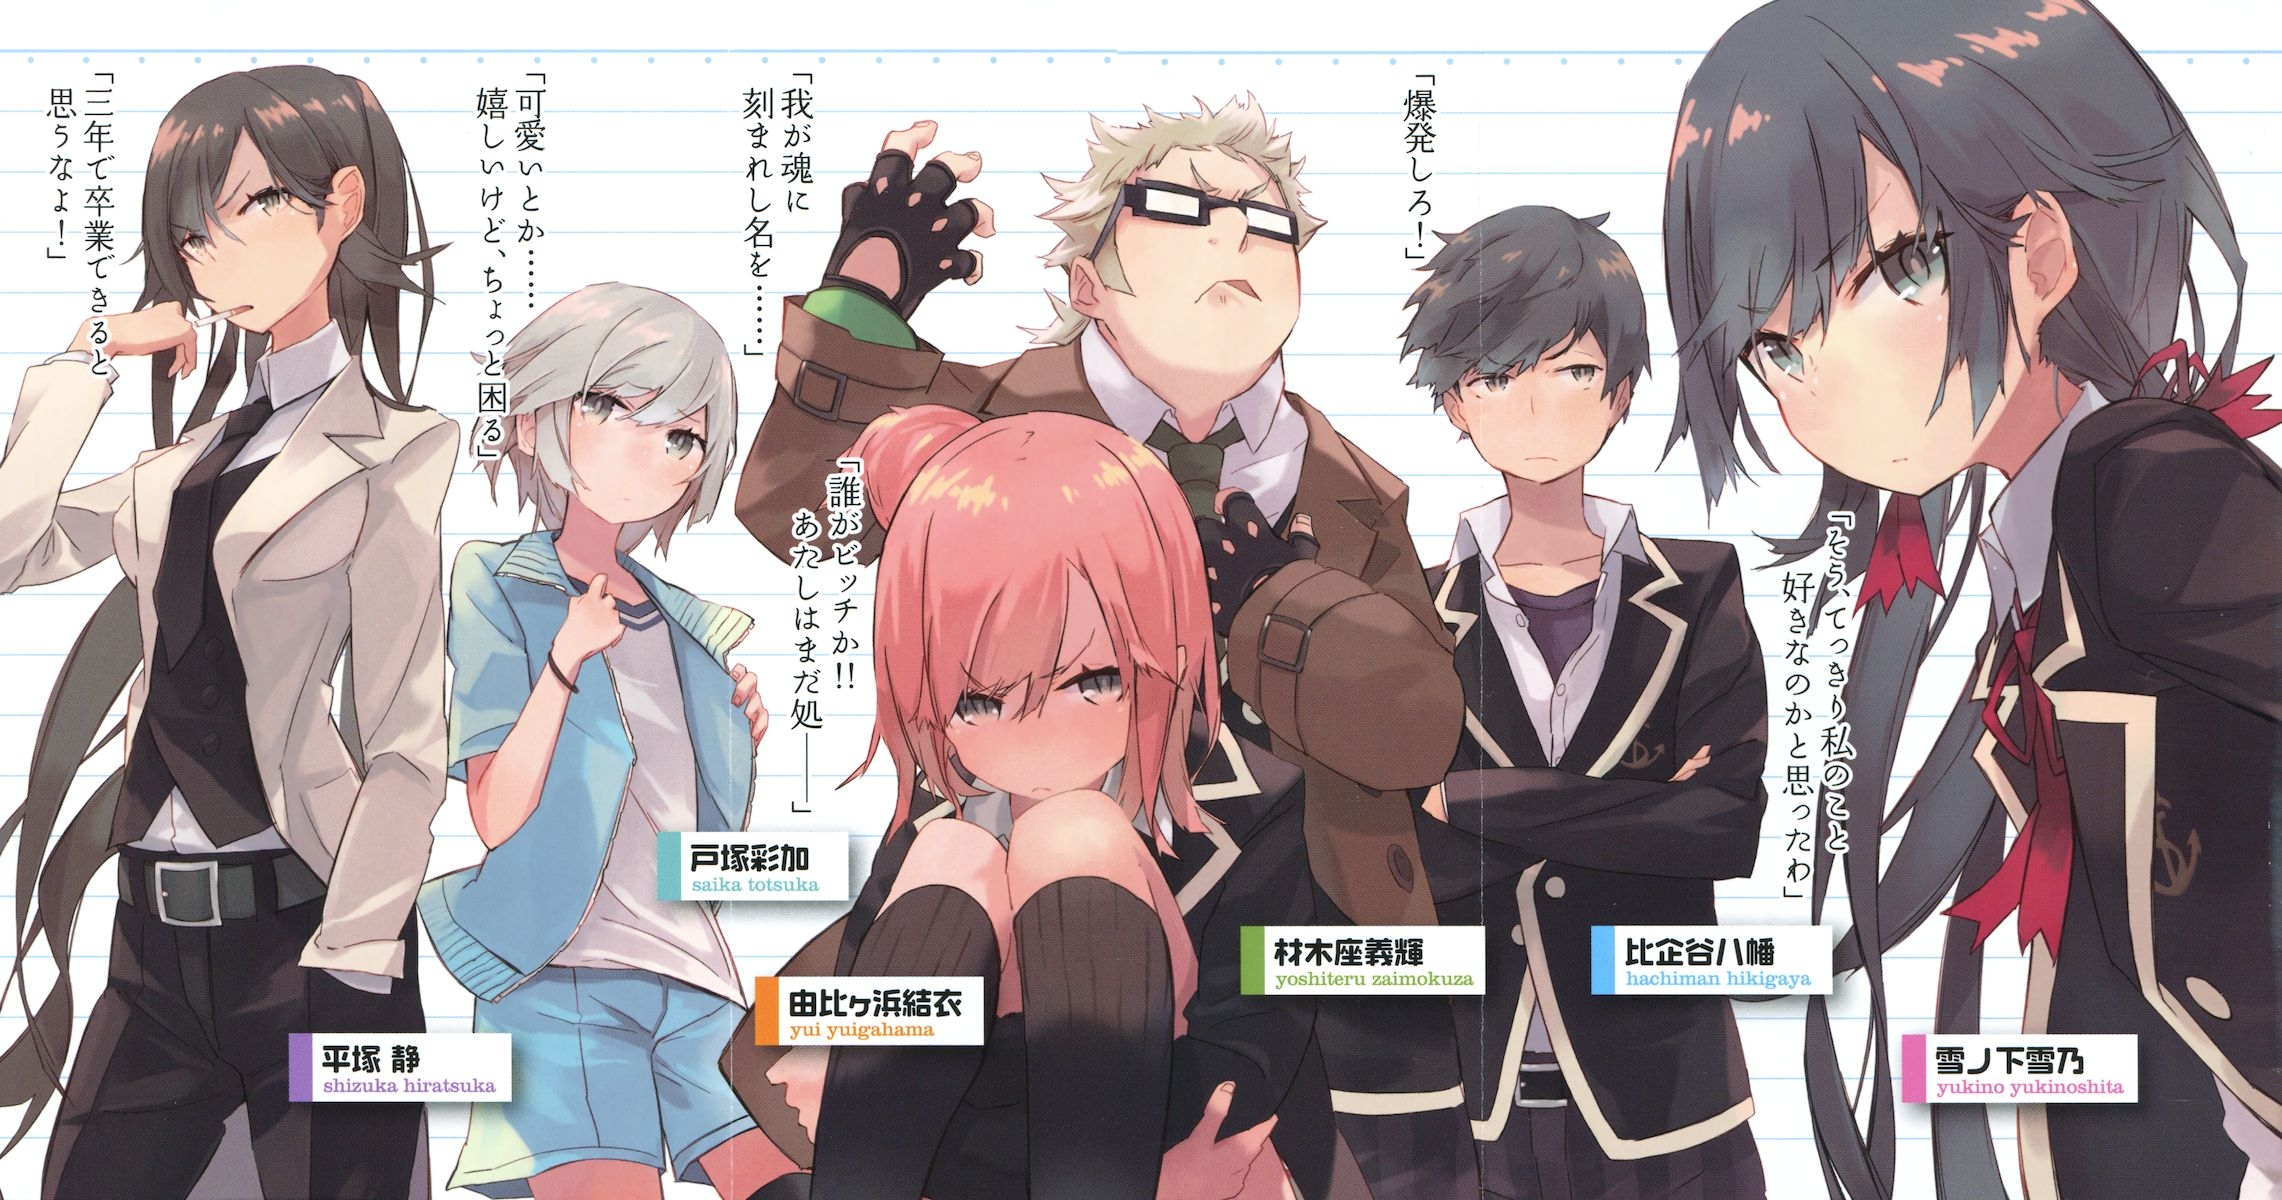 「そう、てっきり私のこと
好きなのかと思ったわ」
雪ノ下雪乃
yukino yukinoshita
「爆発しろ！」
比企谷八幡
hachiman hikigaya
「我が魂に
刻まれし名を……」
材木座義輝
yoshiteru zaimokuza
「誰がビッチか!!
あたしはまだ処――」
由比ヶ浜結衣
yui yuigahama
「可愛いとか……
嬉しいけど、ちょっと困る」
戸塚彩加
saika totsuka
「三年で卒業できると
思うなよ！」
平塚 静
shizuka hiratsuka